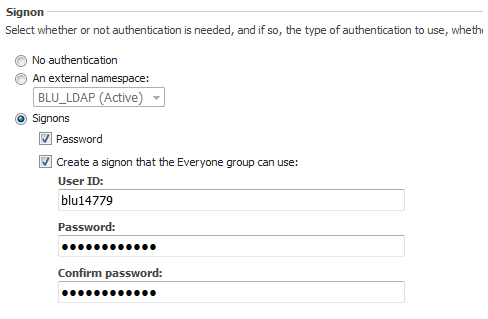 Signon
Select whether or not authentication is needed, and if so, the type of authentication to use, whethe
No authentication
An external namespace:
BLU_LDAP (Active)
Signons
Password
Create a signon that the Everyone group can use:
User ID:
blu14779
Password:
●●●●●●●●●●●●
Confirm password:
●●●●●●●●●●●●